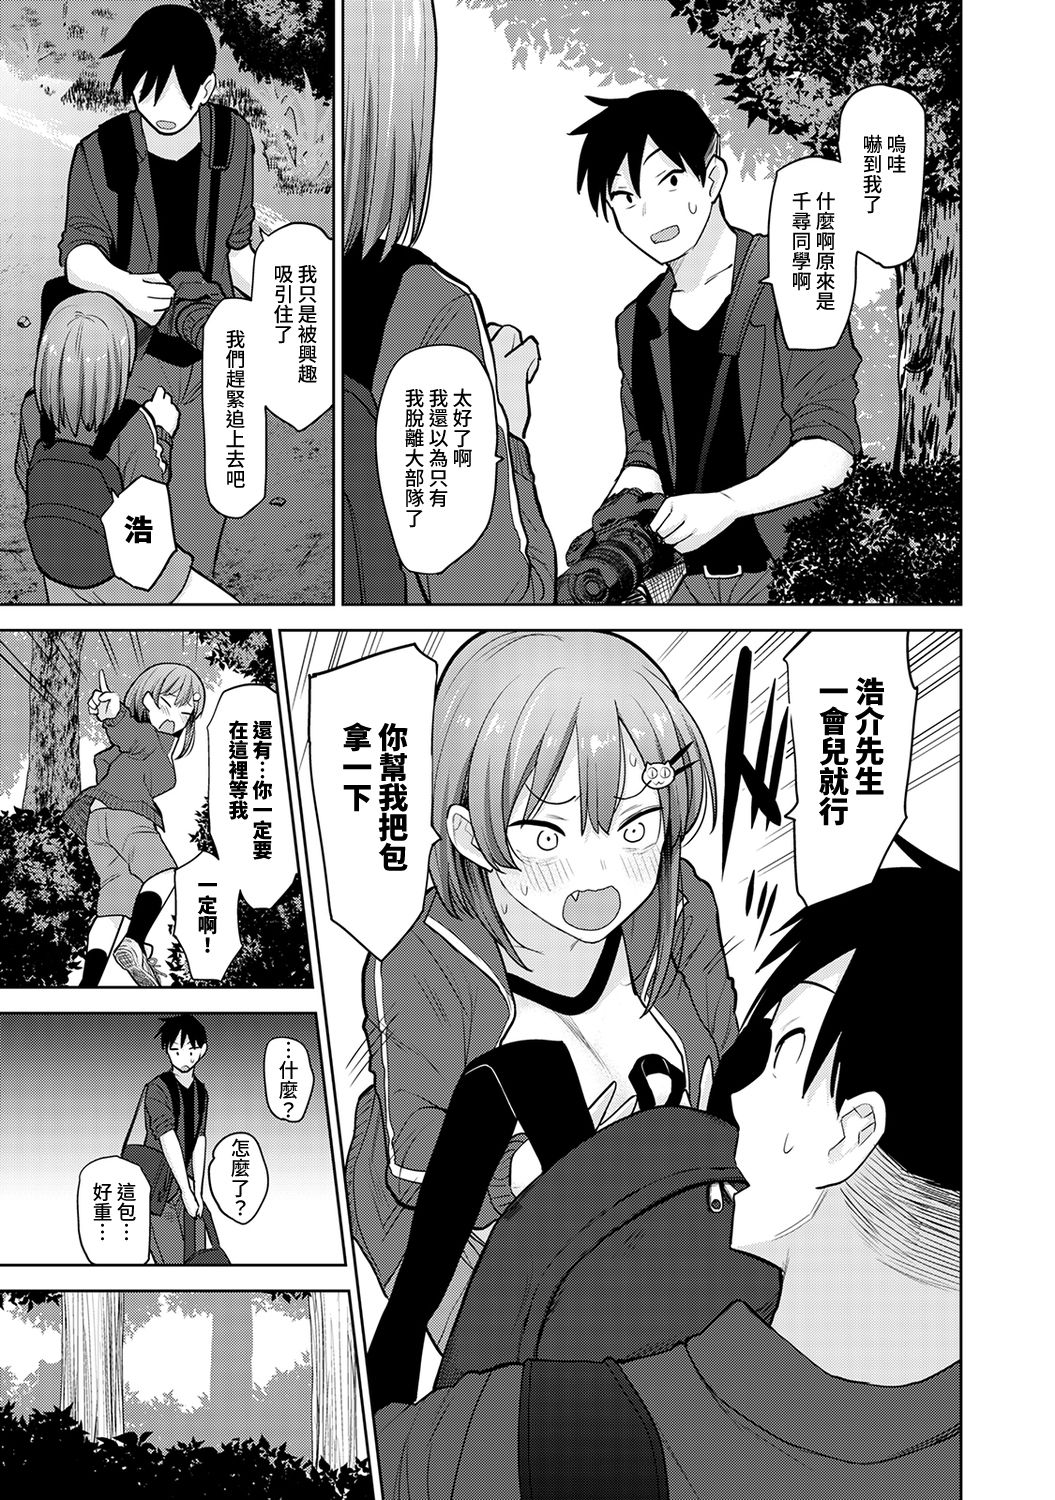 嗚哇
嚇到我了
什麼啊原來是
千尋同學啊
太好了啊
我還以為只有
我脫離大部隊了
我只是被興趣
吸引住了
我們趕緊追上去吧
浩
浩介先生
一會兒就行
你幫我把包
拿一下
還有…你一定要
在這裡等我
一定啊！
…什麼？
怎麼了？
這包…
好重…